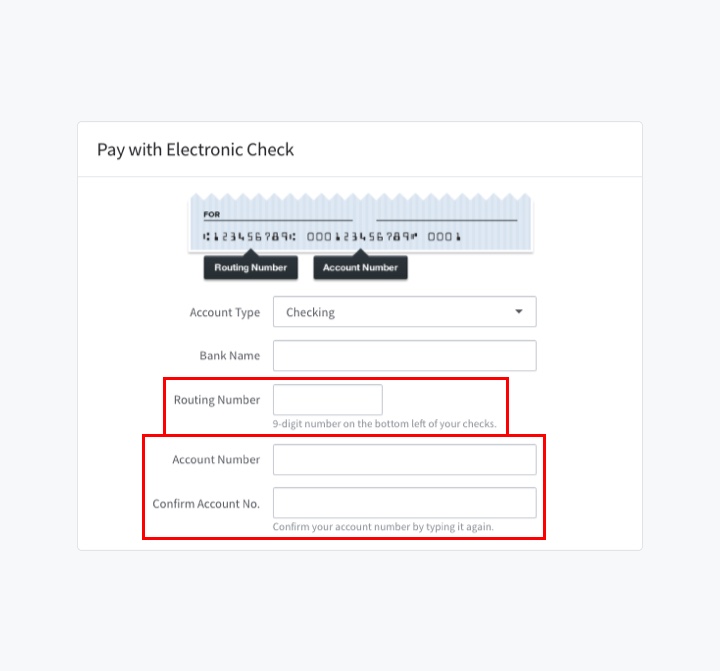 Pay with Electronic Check
FOR
⑆123456789⑆ 000123456789⑈ 0001
Routing Number Account Number
Account Type Checking
Bank Name
Routing Number
9-digit number on the bottom left of your checks.
Account Number
Confirm Account No.
Confirm your account number by typing it again.